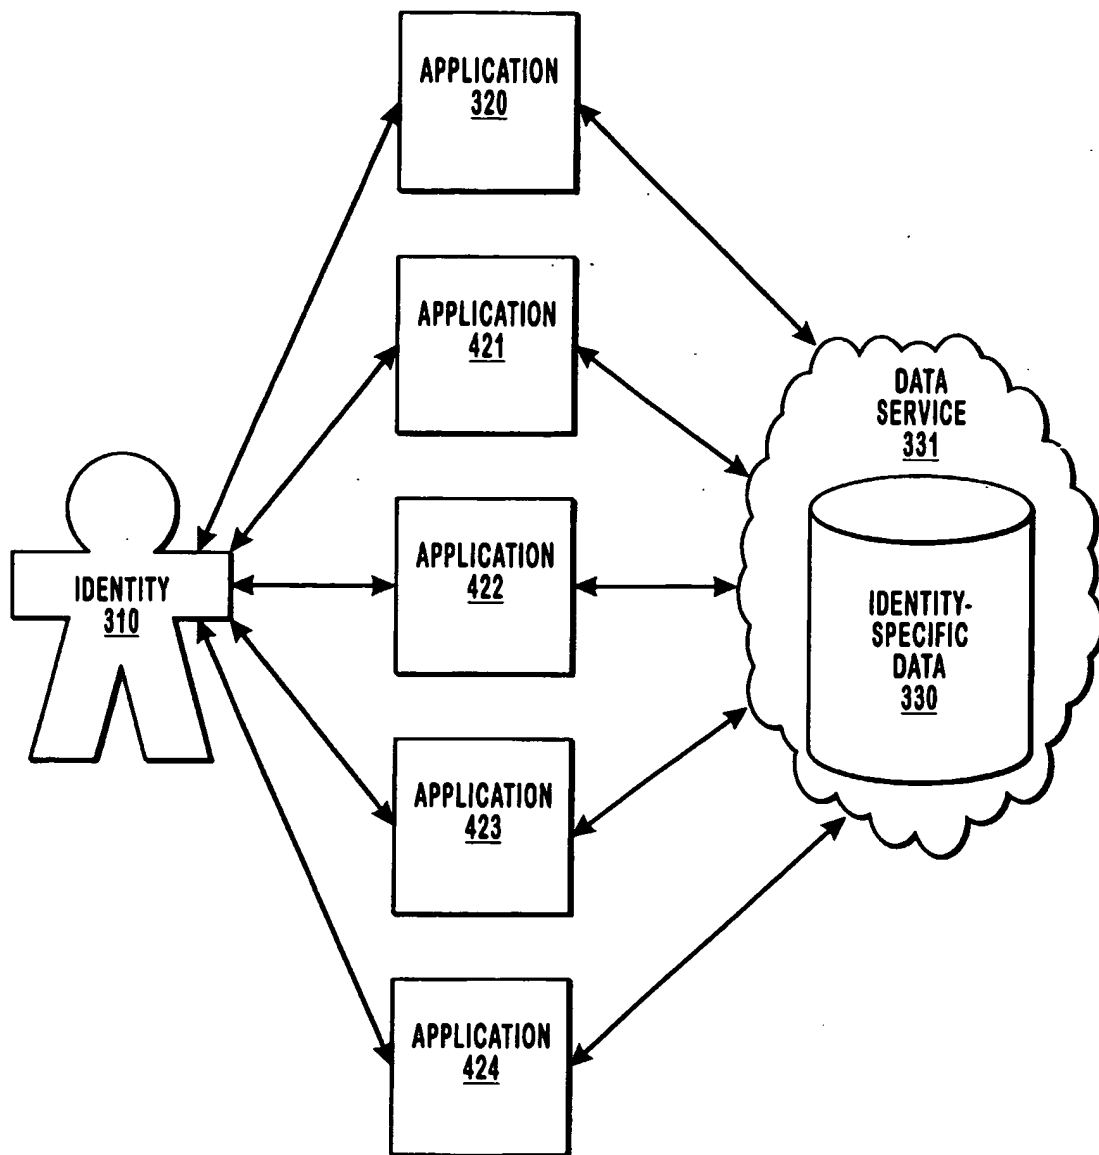 APPLICATION
320
APPLICATION
421
DATA
SERVICE
331
APPLICATION
422
IDENTITY
310
IDENTITY-
SPECIFIC
DATA
330
APPLICATION
423
APPLICATION
424